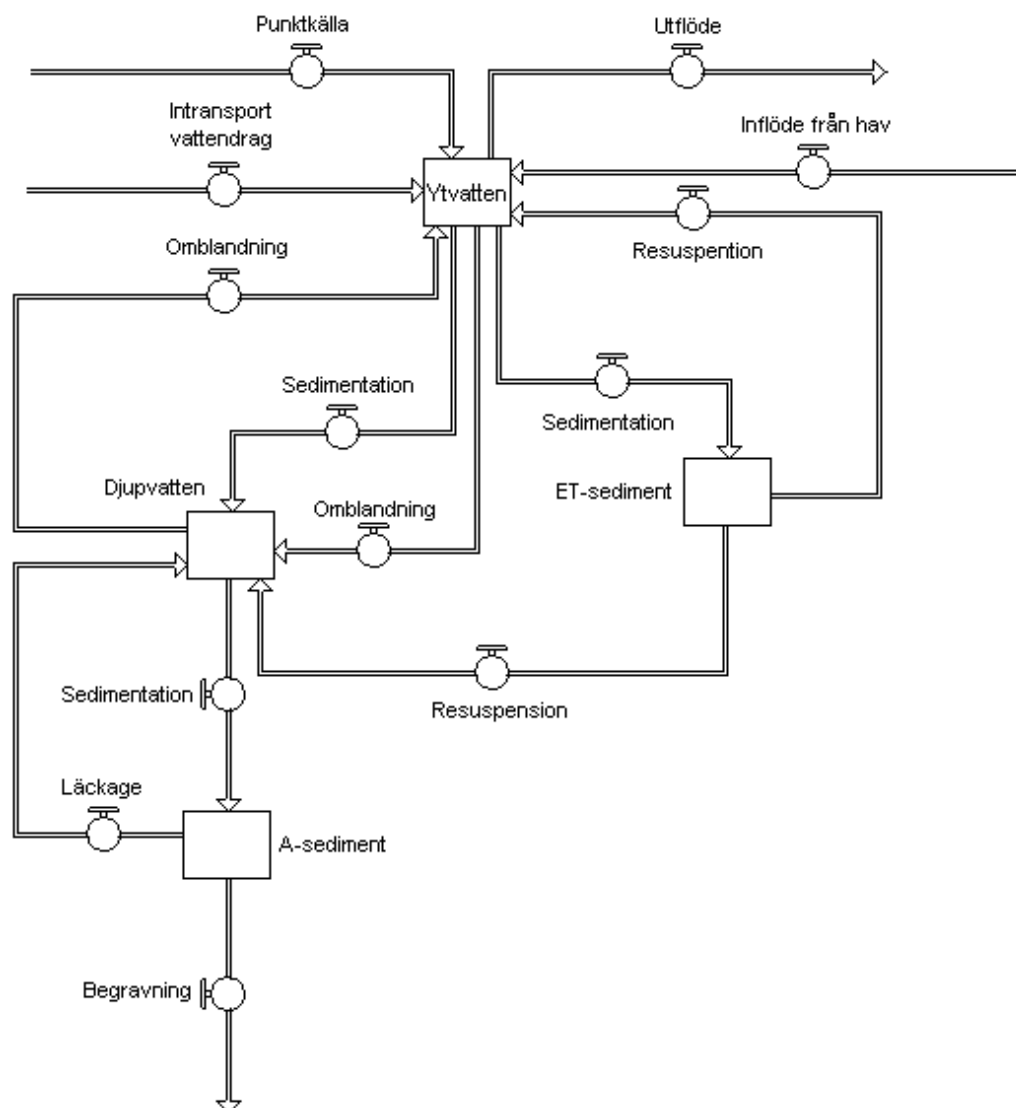 Punktkälla
Utflöde
Intransport
vattendrag
Inflöde från hav
Ytvatten
Omblandning
Resuspention
Sedimentation
Sedimentation
Djupvatten
ET-sediment
Omblandning
Sedimentation
Resuspension
Läckage
A-sediment
Begravning